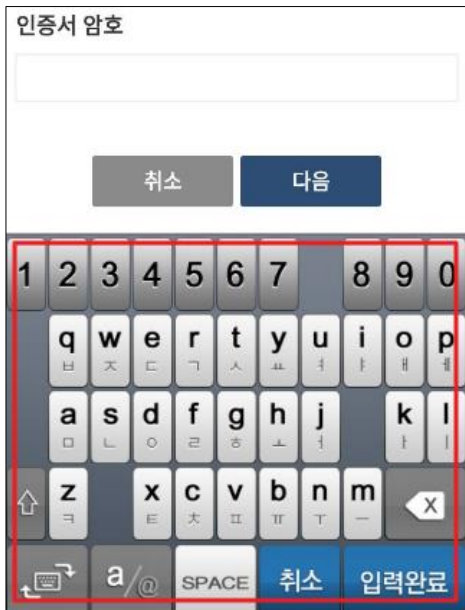 인증서 암호
취소 다음
1 2 3 4 5 6 7 8 9 0
q w e r t y u i o p
ㅂ ㅈ ㄷ ㄱ ㅅ ㅛ ㅕ ㅑ ㅐ ㅔ
a s d f g h j k l
ㅁ ㄴ ㅇ ㄹ ㅎ ㅗ ㅓ ㅏ ㅣ
z x c v b n m X
ㅋ ㅌ ㅊ ㅍ ㅠ ㅜ ㅡ
a/@ SPACE 취소 입력완료